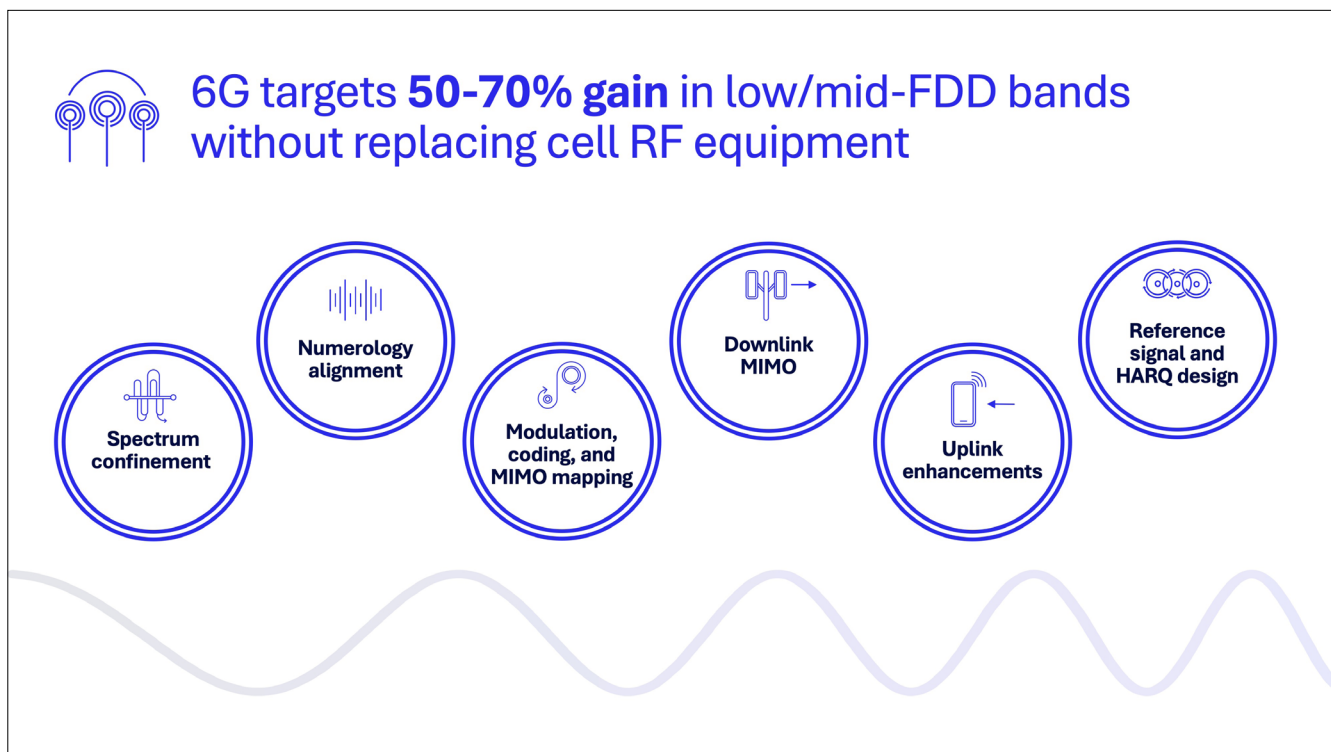 6G targets 50-70% gain in low/mid-FDD bands
without replacing cell RF equipment
Spectrum
confinement
Numerology
alignment
Modulation,
coding, and
MIMO mapping
Downlink
MIMO
Uplink
enhancements
Reference
signal and
HARQ design